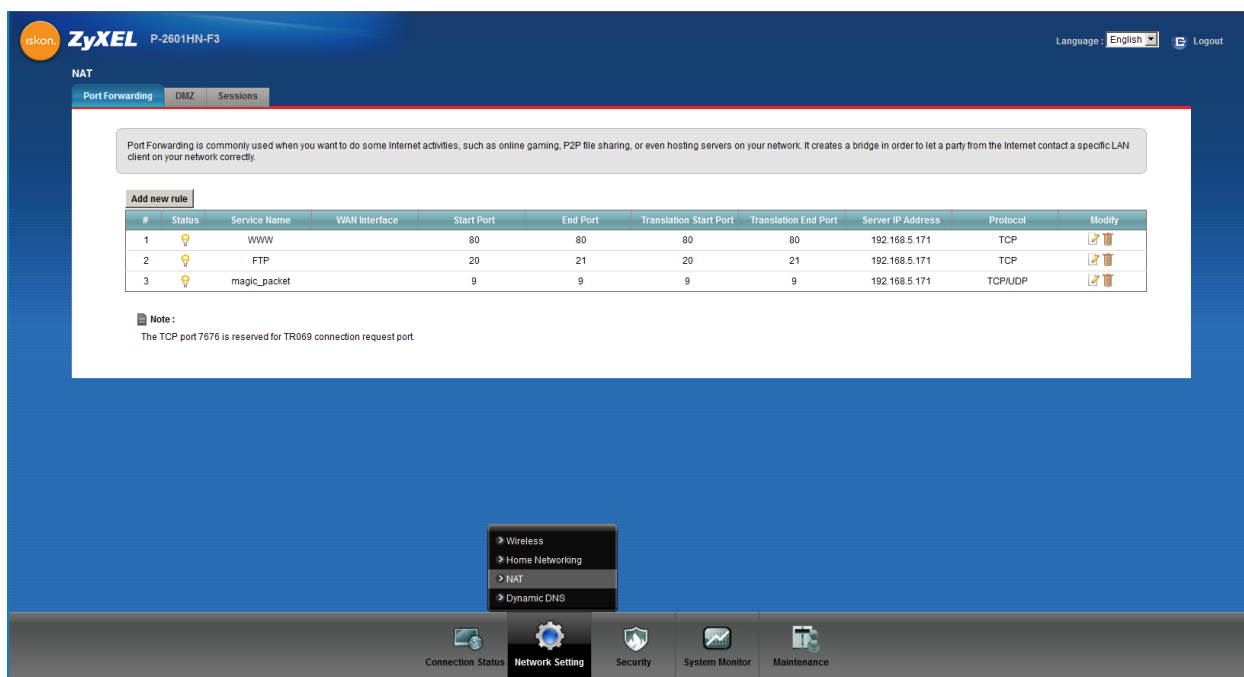 iskon. ZyXEL P-2601HN-F3 Language : English Logout
NAT
Port Forwarding DMZ Sessions
Port Forwarding is commonly used when you want to do some Internet activities, such as online gaming, P2P file sharing, or even hosting servers on your network. It creates a bridge in order to let a party from the Internet contact a specific LAN
client on your network correctly.
Add new rule
# Status Service Name WAN Interface Start Port End Port Translation Start Port Translation End Port Server IP Address Protocol Modify
1 WWW 80 80 80 80 192.168.5.171 TCP
2 FTP 20 21 20 21 192.168.5.171 TCP
3 magic_packet 9 9 9 9 192.168.5.171 TCP/UDP
Note :
The TCP port 7676 is reserved for TR069 connection request port.
Wireless
Home Networking
NAT
Dynamic DNS
Connection Status Network Setting Security System Monitor Maintenance